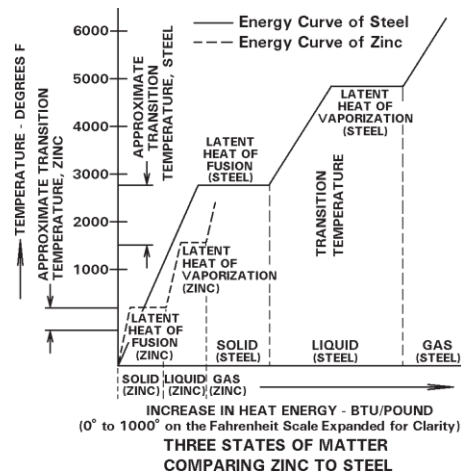 Energy Curve of Steel
Energy Curve of Zinc
6000
5000
4000
3000
2000
1000
TEMPERATURE - DEGREES F
APPROXIMATE TRANSITION
TEMPERATURE, ZINC
APPROXIMATE
TRANSITION
TEMPERATURE, STEEL
LATENT
HEAT OF
FUSION
(STEEL)
LATENT
HEAT OF
VAPORIZATION
(STEEL)
TRANSITION
TEMPERATURE
LATENT
HEAT OF
VAPORIZATION
(ZINC)
LATENT
HEAT OF
FUSION
(ZINC)
SOLID
(STEEL)
LIQUID
(STEEL)
GAS
(STEEL)
SOLID
(ZINC)
LIQUID
(ZINC)
GAS
(ZINC)
INCREASE IN HEAT ENERGY - BTU/POUND
(0° to 1000° on the Fahrenheit Scale Expanded for Clarity)
THREE STATES OF MATTER
COMPARING ZINC TO STEEL